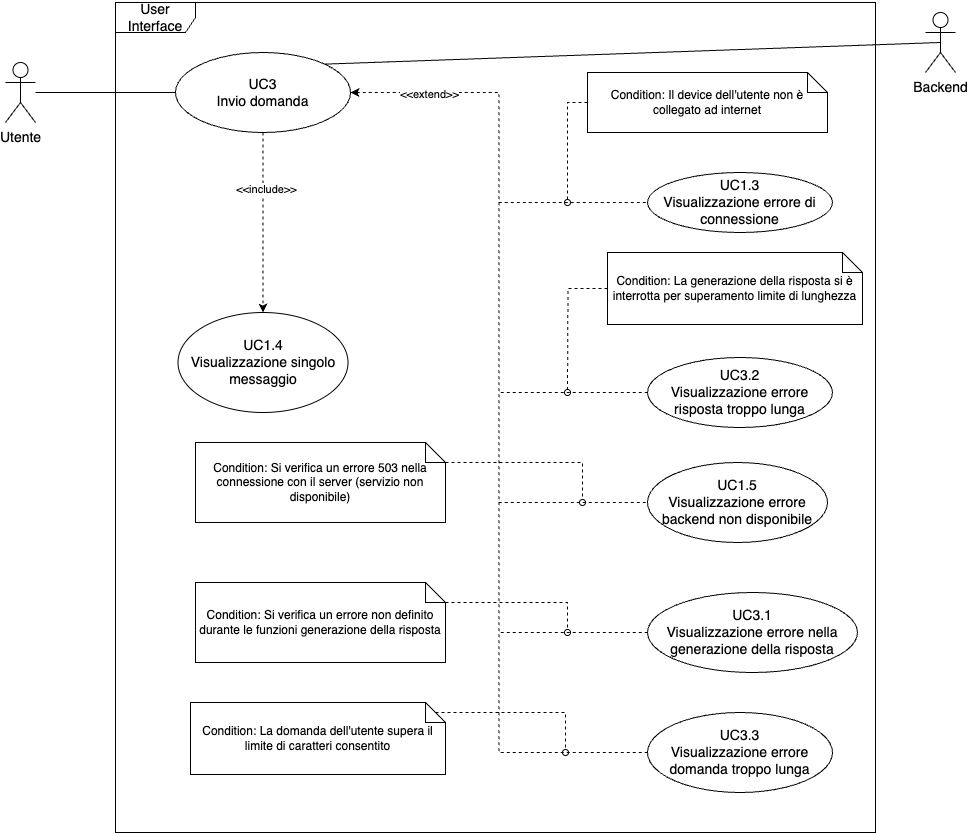 User
Interface
Utente
Backend
UC3
Invio domanda
<<extend>>
<<include>>
Condition: Il device dell'utente non è
collegato ad internet
UC1.3
Visualizzazione errore di
connessione
Condition: La generazione della risposta si è
interrotta per superamento limite di lunghezza
UC1.4
Visualizzazione singolo
messaggio
UC3.2
Visualizzazione errore
risposta troppo lunga
Condition: Si verifica un errore 503 nella
connessione con il server (servizio non
disponibile)
UC1.5
Visualizzazione errore
backend non disponibile
Condition: Si verifica un errore non definito
durante le funzioni generazione della risposta
UC3.1
Visualizzazione errore nella
generazione della risposta
Condition: La domanda dell'utente supera il
limite di caratteri consentito
UC3.3
Visualizzazione errore
domanda troppo lunga